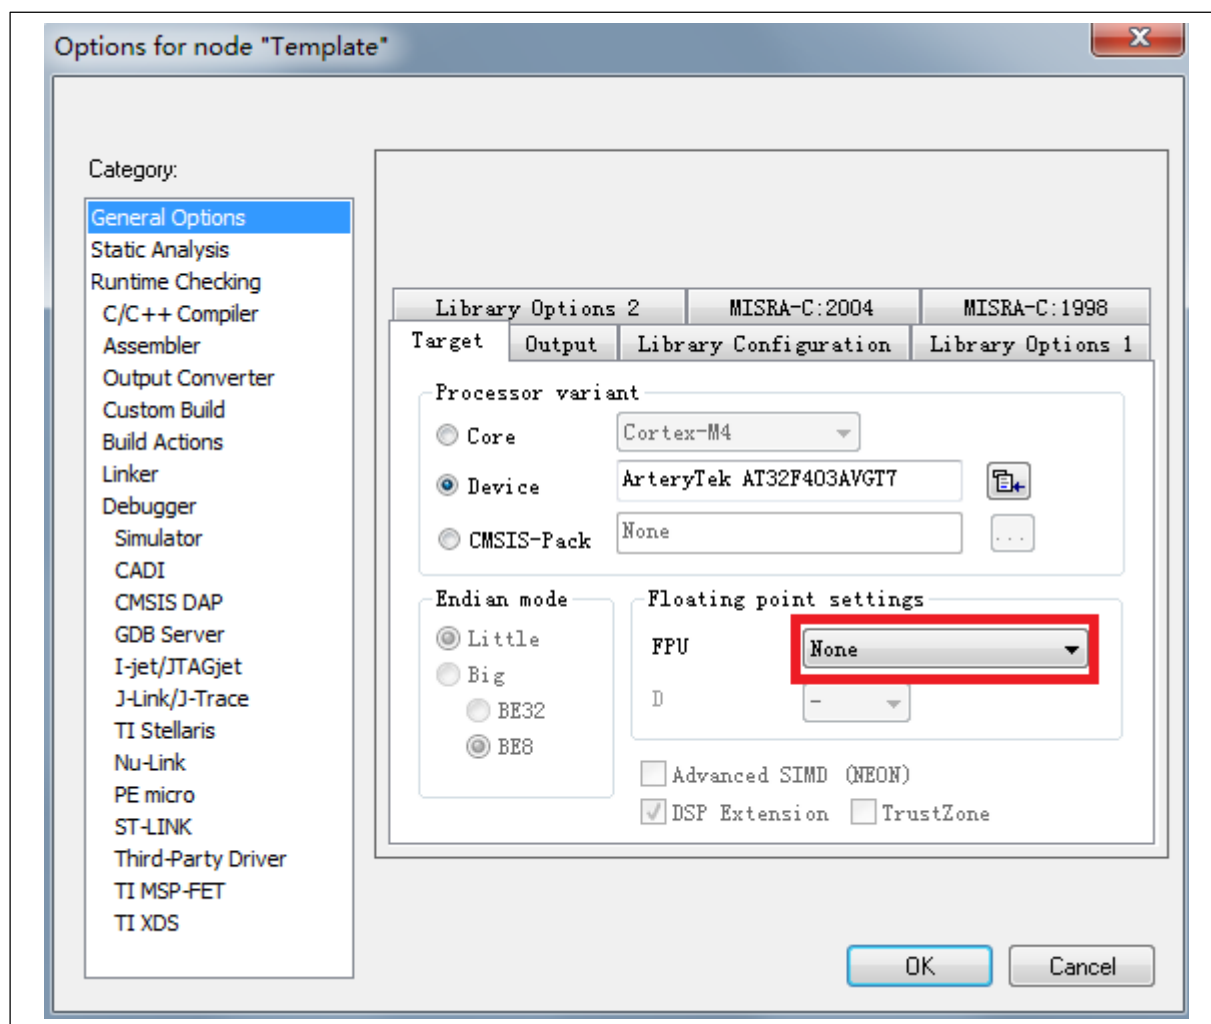 Options for node "Template"
X
Category:
General Options
Static Analysis
Runtime Checking
C/C++ Compiler
Assembler
Output Converter
Custom Build
Build Actions
Linker
Debugger
Simulator
CADI
CMSIS DAP
GDB Server
I-jet/JTAGjet
J-Link/J-Trace
TI Stellaris
Nu-Link
PE micro
ST-LINK
Third-Party Driver
TI MSP-FET
TI XDS
Library Options 2 MISRA-C:2004 MISRA-C:1998
Target Output Library Configuration Library Options 1
Processor variant
Core Cortex-M4
Device ArteryTek AT32F403AVGT7
CMSIS-Pack None ...
Endian mode
Little
Big
BE32
BE8
Floating point settings
FPU None
D -
Advanced SIMD (NEON)
DSP Extension TrustZone
OK Cancel